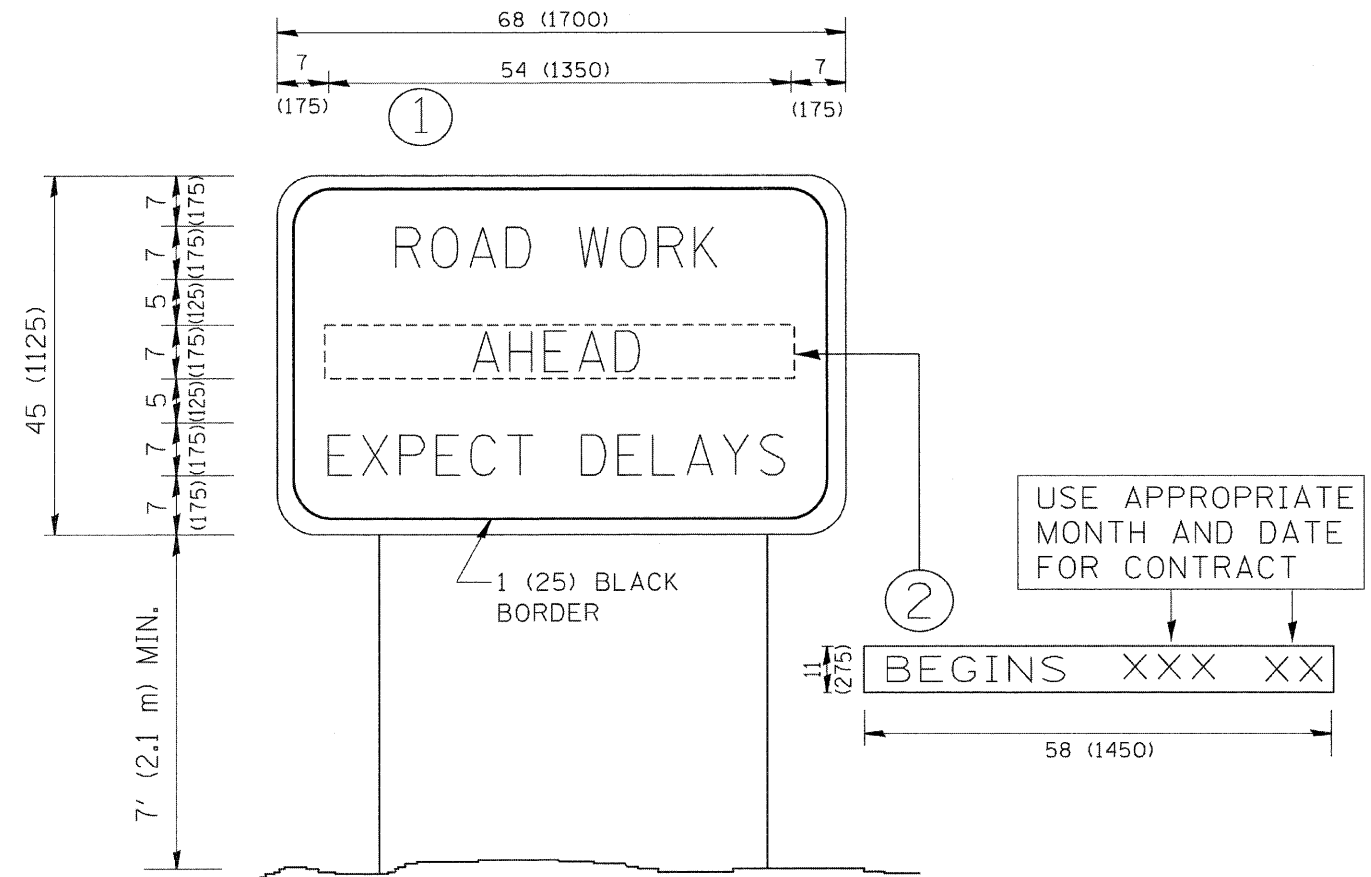 68 (1700)
7
54 (1350)
7
(175)
(175)
1
45 (1125)
7
(175)
7
(175)
5
(125)
7
(175)
5
(125)
7
(175)
7
(175)
ROAD WORK
AHEAD
EXPECT DELAYS
1 (25) BLACK
BORDER
7' (2.1 m) MIN.
2
USE APPROPRIATE
MONTH AND DATE
FOR CONTRACT
11
(275)
BEGINS XXX XX
58 (1450)